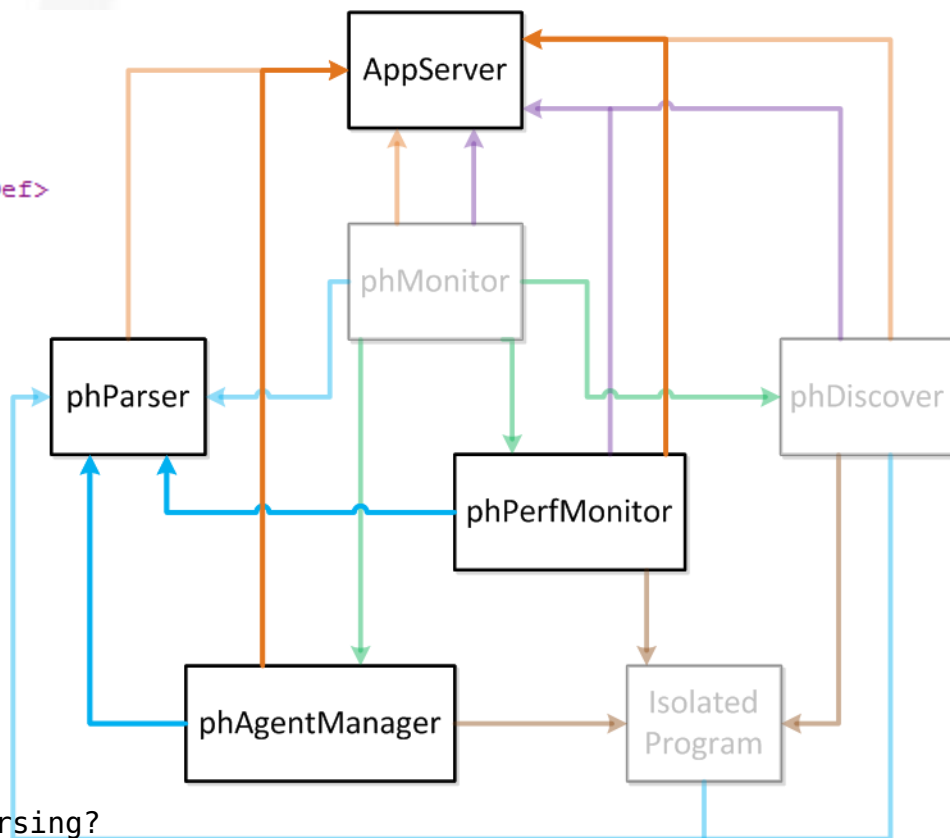 AppServer
ef>
phMonitor
phParser
phDiscover
phPerfMonitor
Isolated
Program
phAgentManager
rsing?